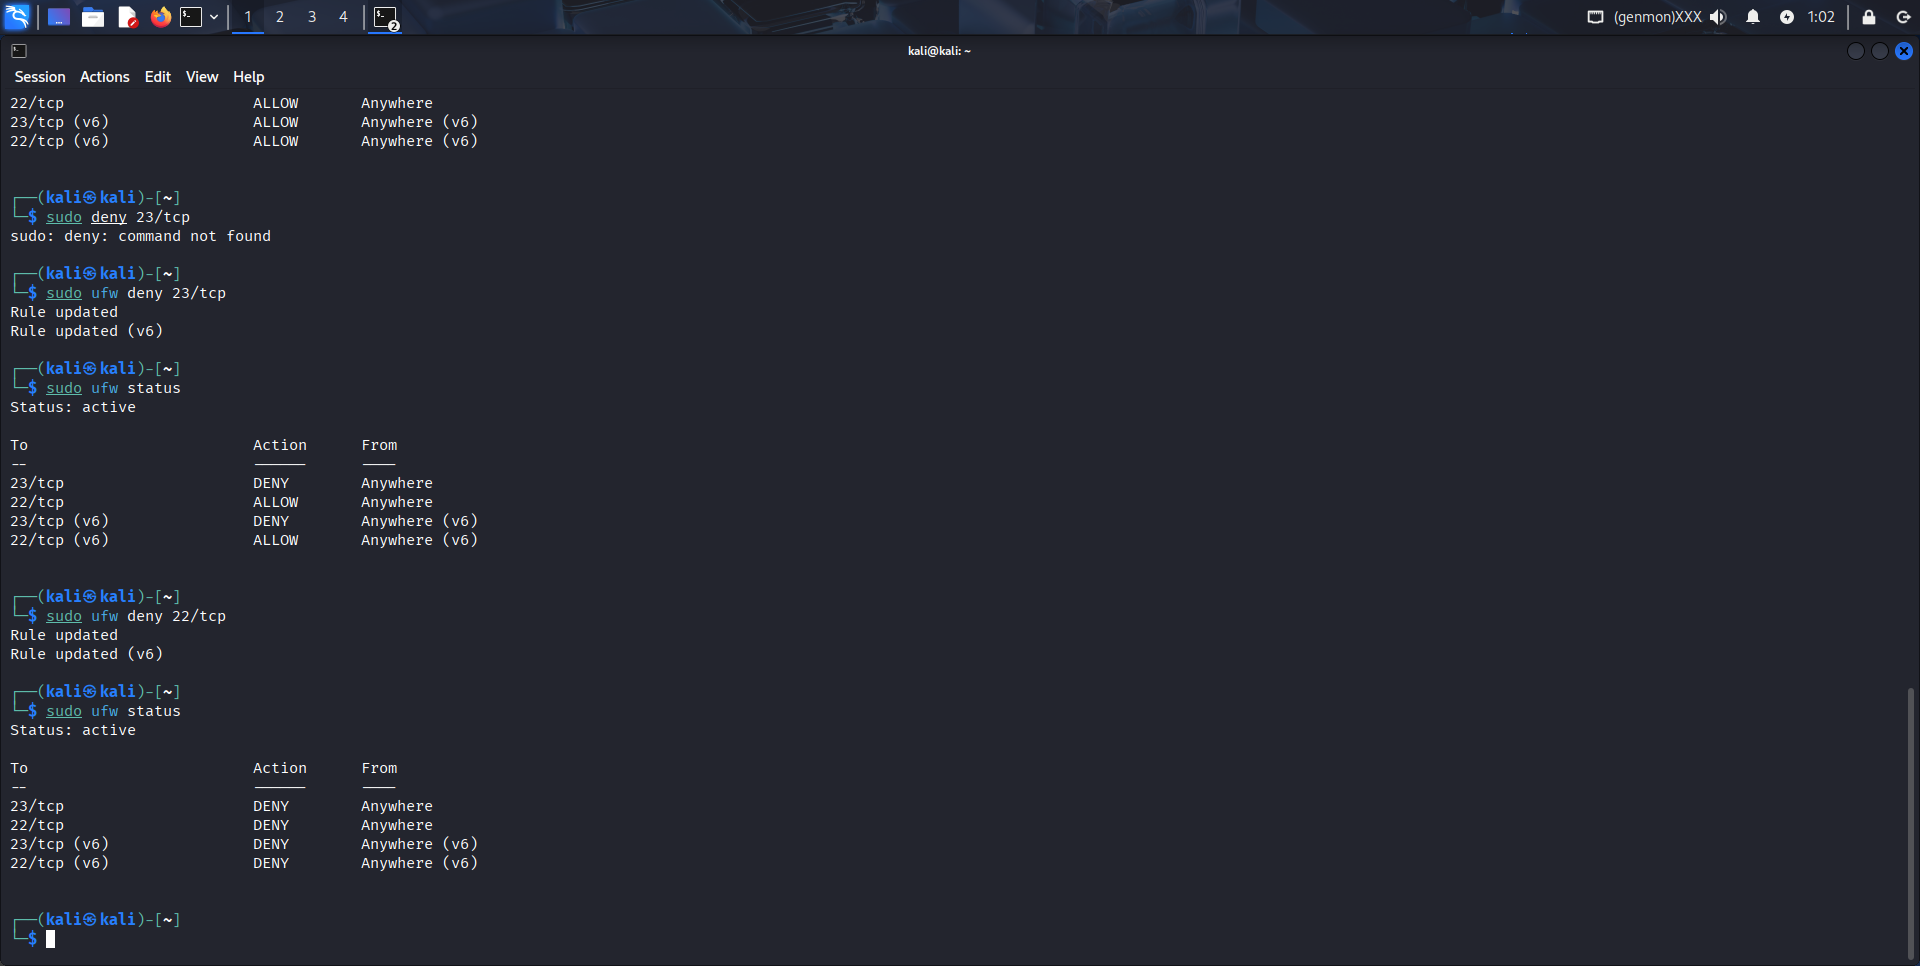 1 2 3 4 2 (genmon)XXX 1:02
kali@kali: ~
Session Actions Edit View Help
22/tcp ALLOW Anywhere
23/tcp (v6) ALLOW Anywhere (v6)
22/tcp (v6) ALLOW Anywhere (v6)
┌──(kali㉿kali)-[~]
└─$ sudo deny 23/tcp
sudo: deny: command not found
┌──(kali㉿kali)-[~]
└─$ sudo ufw deny 23/tcp
Rule updated
Rule updated (v6)
┌──(kali㉿kali)-[~]
└─$ sudo ufw status
Status: active
To Action From
-- ------ ----
23/tcp DENY Anywhere
22/tcp ALLOW Anywhere
23/tcp (v6) DENY Anywhere (v6)
22/tcp (v6) ALLOW Anywhere (v6)
┌──(kali㉿kali)-[~]
└─$ sudo ufw deny 22/tcp
Rule updated
Rule updated (v6)
┌──(kali㉿kali)-[~]
└─$ sudo ufw status
Status: active
To Action From
-- ------ ----
23/tcp DENY Anywhere
22/tcp DENY Anywhere
23/tcp (v6) DENY Anywhere (v6)
22/tcp (v6) DENY Anywhere (v6)
┌──(kali㉿kali)-[~]
└─$